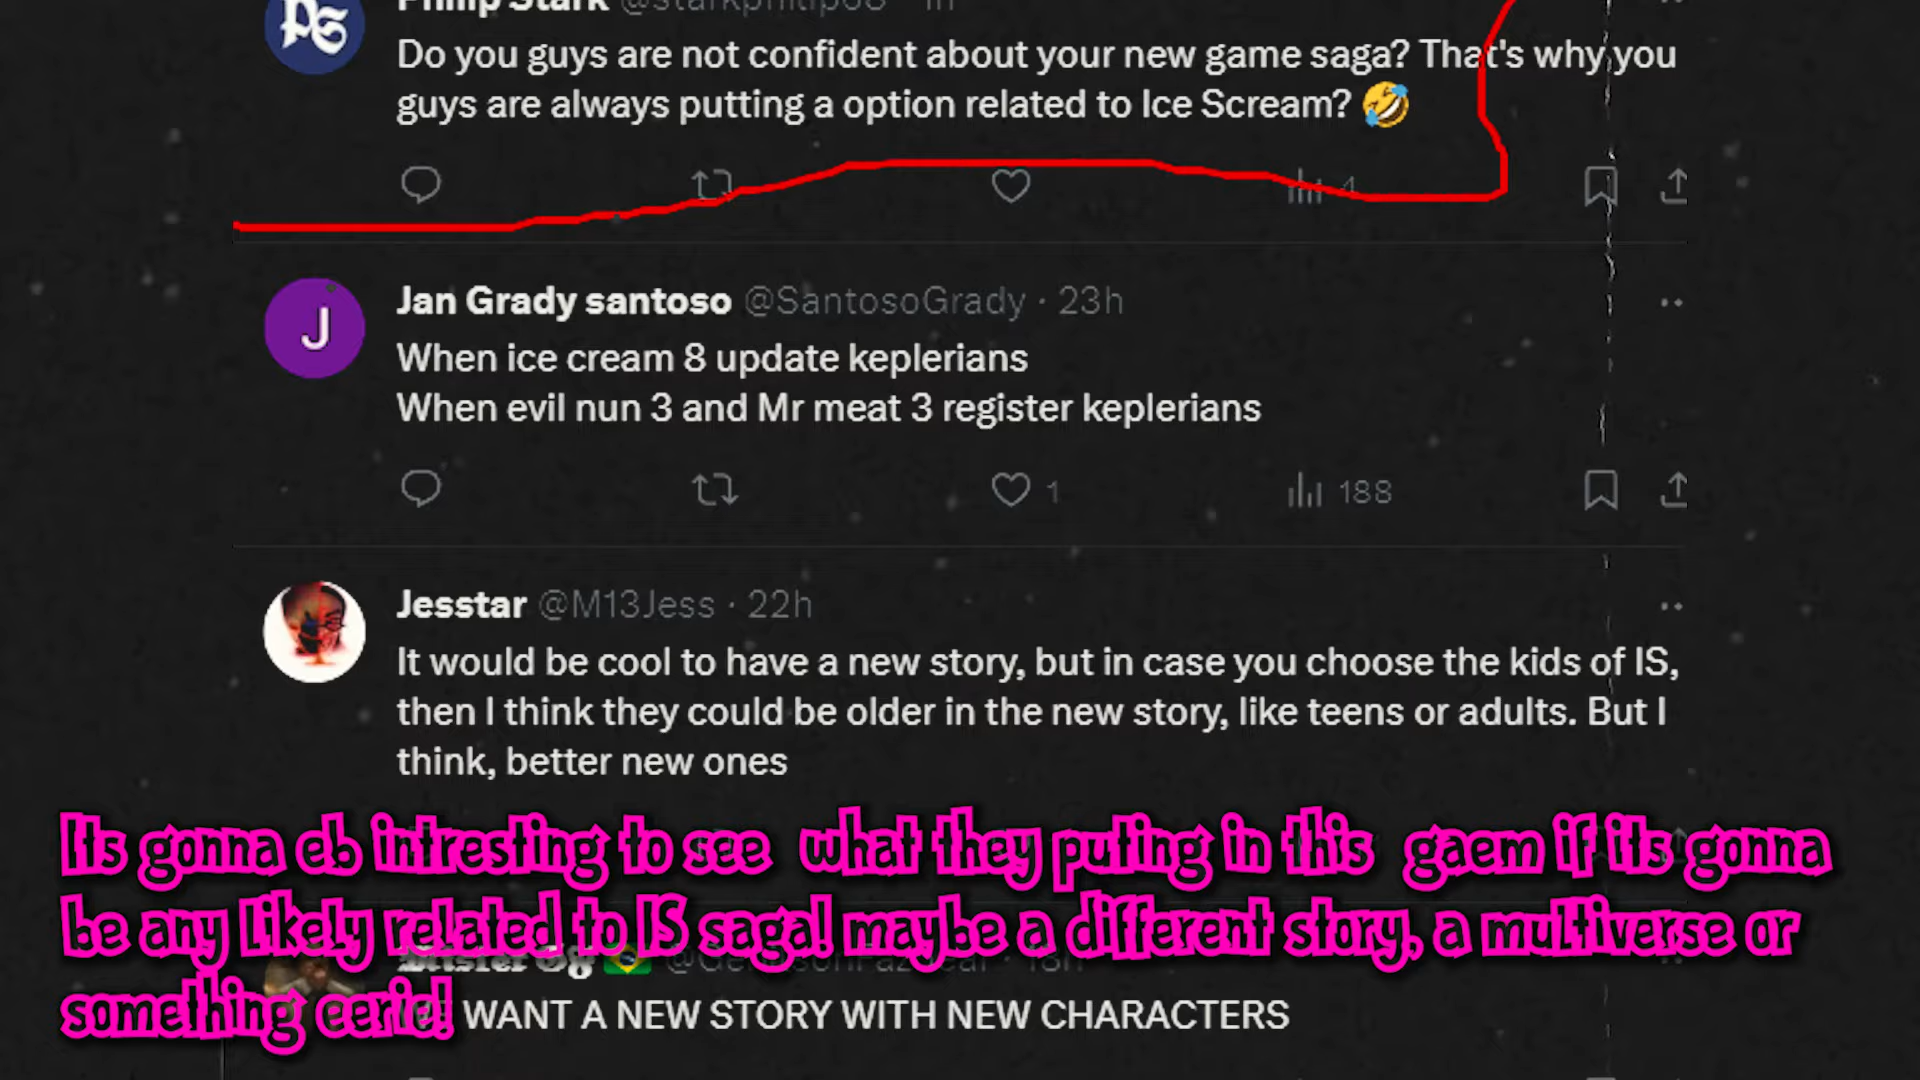 Philip Stark @starkphilip68 · 1h
Do you guys are not confident about your new game saga? That's why you
guys are always putting a option related to Ice Scream? 🤣
4
Jan Grady santoso @SantosoGrady · 23h
J
When ice cream 8 update keplerians
When evil nun 3 and Mr meat 3 register keplerians
1 188
Jesstar @M13Jess · 22h
It would be cool to have a new story, but in case you choose the kids of IS,
then I think they could be older in the new story, like teens or adults. But I
think, better new ones
Its gonna eb intresting to see what they puting in this gaem if its gonna
be any likely related to IS saga! maybe a different story, a multiverse or
something eerie!
18h
WANT A NEW STORY WITH NEW CHARACTERS